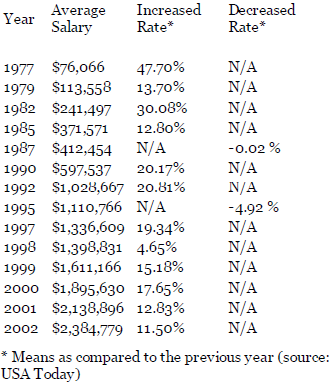 Year Average Salary Increased Rate* Decreased Rate*
1977 $76,066 47.70% N/A
1979 $113,558 13.70% N/A
1982 $241,497 30.08% N/A
1985 $371,571 12.80% N/A
1987 $412,454 N/A -0.02 %
1990 $597,537 20.17% N/A
1992 $1,028,667 20.81% N/A
1995 $1,110,766 N/A -4.92 %
1997 $1,336,609 19.34% N/A
1998 $1,398,831 4.65% N/A
1999 $1,611,166 15.18% N/A
2000 $1,895,630 17.65% N/A
2001 $2,138,896 12.83% N/A
2002 $2,384,779 11.50% N/A
* Means as compared to the previous year (source:
USA Today)